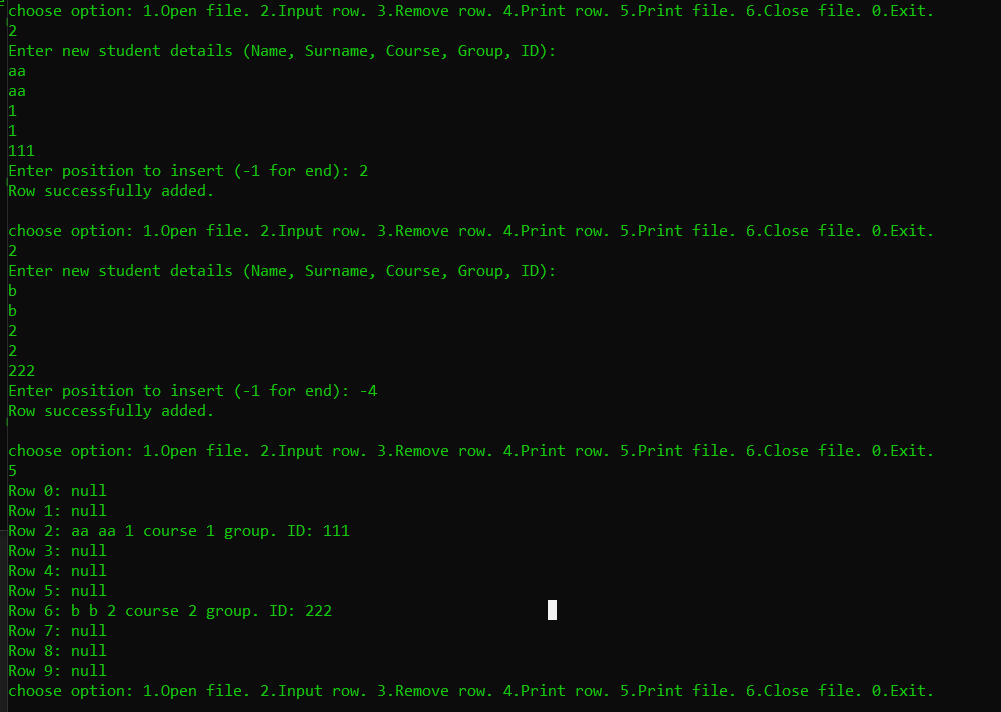 choose option: 1.Open file. 2.Input row. 3.Remove row. 4.Print row. 5.Print file. 6.Close file. 0.Exit.
2
Enter new student details (Name, Surname, Course, Group, ID):
aa
aa
1
1
111
Enter position to insert (-1 for end): 2
Row successfully added.
choose option: 1.Open file. 2.Input row. 3.Remove row. 4.Print row. 5.Print file. 6.Close file. 0.Exit.
2
Enter new student details (Name, Surname, Course, Group, ID):
b
b
2
2
222
Enter position to insert (-1 for end): -4
Row successfully added.
choose option: 1.Open file. 2.Input row. 3.Remove row. 4.Print row. 5.Print file. 6.Close file. 0.Exit.
5
Row 0: null
Row 1: null
Row 2: aa aa 1 course 1 group. ID: 111
Row 3: null
Row 4: null
Row 5: null
Row 6: b b 2 course 2 group. ID: 222
Row 7: null
Row 8: null
Row 9: null
choose option: 1.Open file. 2.Input row. 3.Remove row. 4.Print row. 5.Print file. 6.Close file. 0.Exit.